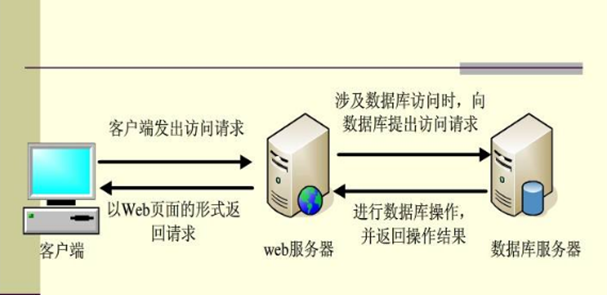 客户端发出访问请求
以Web页面的形式返
回请求
客户端
web服务器
涉及数据库访问时，向
数据库提出访问请求
进行数据库操作，
并返回操作结果
数据库服务器